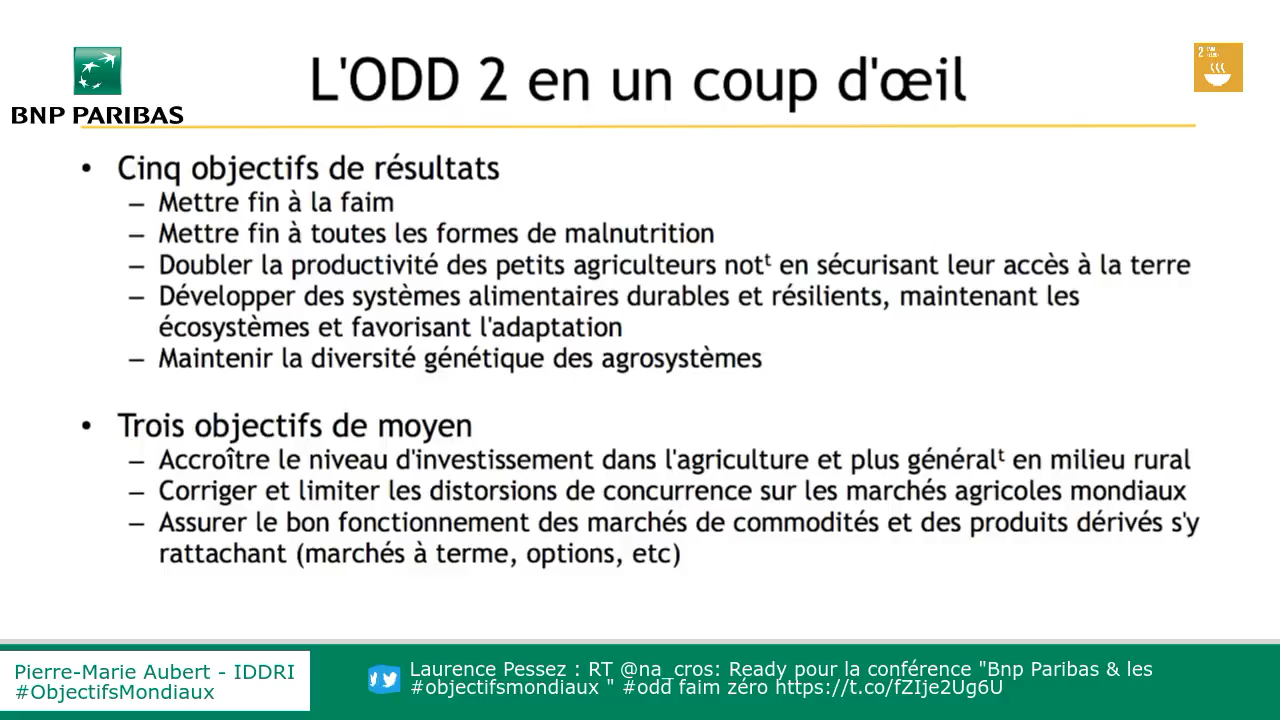 BNP PARIBAS
L'ODD 2 en un coup d'œil
2
• Cinq objectifs de résultats
– Mettre fin à la faim
– Mettre fin à toutes les formes de malnutrition
– Doubler la productivité des petits agriculteurs notᵗ en sécurisant leur accès à la terre
– Développer des systèmes alimentaires durables et résilients, maintenant les
écosystèmes et favorisant l'adaptation
– Maintenir la diversité génétique des agrosystèmes
• Trois objectifs de moyen
– Accroître le niveau d'investissement dans l'agriculture et plus généralᵗ en milieu rural
– Corriger et limiter les distorsions de concurrence sur les marchés agricoles mondiaux
– Assurer le bon fonctionnement des marchés de commodités et des produits dérivés s'y
rattachant (marchés à terme, options, etc)
Pierre-Marie Aubert - IDDRI
#ObjectifsMondiaux
Laurence Pessez : RT @na_cros: Ready pour la conférence "Bnp Paribas & les
#objectifsmondiaux " #odd faim zéro https://t.co/fZIje2Ug6U